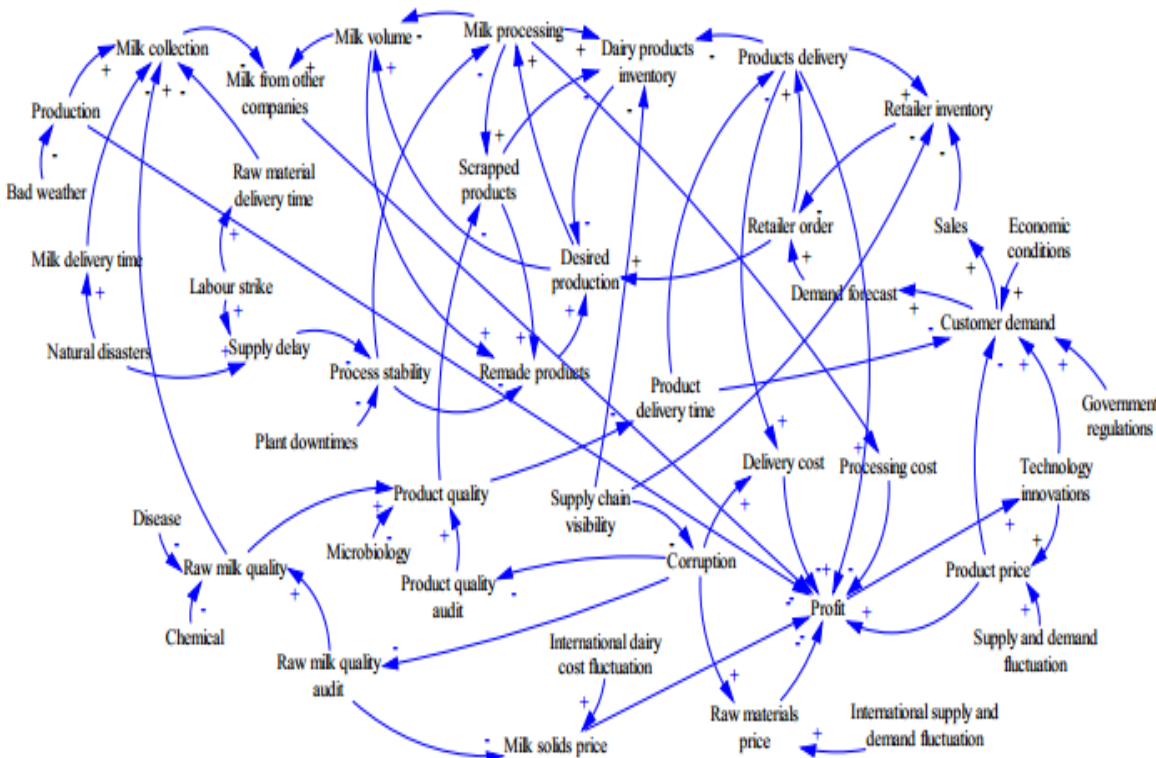 Milk collection
Milk volume
Milk processing
Dairy products
inventory
Products delivery
Milk from other
companies
Production
Retailer inventory
Bad weather
Raw material
delivery time
Scrapped
products
Retailer order
Sales
Economic
conditions
Milk delivery time
Labour strike
Desired
production
Demand forecast
Customer demand
Natural disasters
Supply delay
Process stability
Remade products
Product
delivery time
Government
regulations
Plant downtimes
Product quality
Supply chain
visibility
Delivery cost
Processing cost
Technology
innovations
Disease
Microbiology
Raw milk quality
Product quality
audit
Corruption
Product price
Chemical
Profit
Raw milk quality
audit
International dairy
cost fluctuation
Supply and demand
fluctuation
Milk solids price
Raw materials
price
International supply and
demand fluctuation